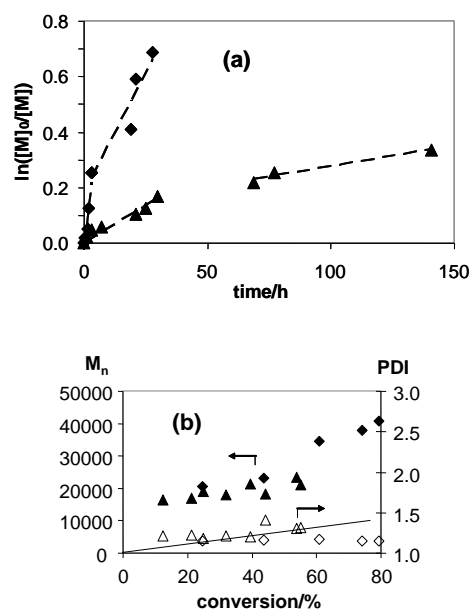 0.8
(a)
0.6
0.4
0.2
0.0
ln([M]₀/[M])
0 50 100 150
time/h
Mn PDI
50000 3.0
(b)
40000 2.5
30000
2.0
20000
1.5
10000
0 1.0
0 20 40 60 80
conversion/%